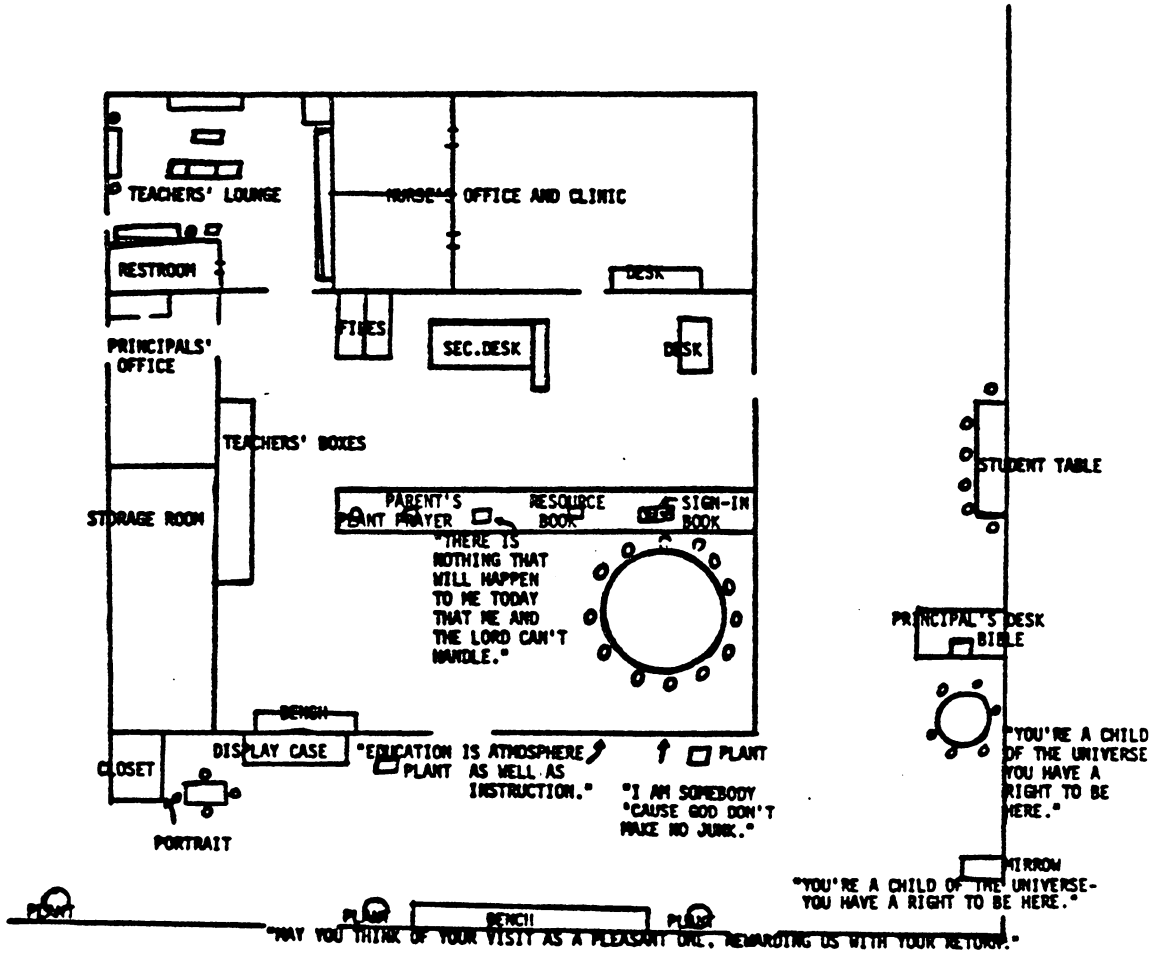 TEACHERS' LOUNGE
NURSE'S OFFICE AND CLINIC
RESTROOM
DESK
PRINCIPALS'
OFFICE
FILES
SEC.DESK
DESK
TEACHERS' BOXES
STUDENT TABLE
STORAGE ROOM
PARENT'S
PLANT PRAYER
RESOURCE
BOOK
SIGN-IN
BOOK
"THERE IS
NOTHING THAT
WILL HAPPEN
TO ME TODAY
THAT ME AND
THE LORD CAN'T
HANDLE."
PRINCIPAL'S DESK
BIBLE
BENCH
DISPLAY CASE
"EDUCATION IS ATMOSPHERE
AS WELL AS
INSTRUCTION."
PLANT
PLANT
CLOSET
"I AM SOMEBODY
'CAUSE GOD DON'T
MAKE NO JUNK."
"YOU'RE A CHILD
OF THE UNIVERSE
YOU HAVE A
RIGHT TO BE
HERE."
PORTRAIT
MIRROW
"YOU'RE A CHILD OF THE UNIVERSE-
YOU HAVE A RIGHT TO BE HERE."
PLANT
PLANT
BENCH
PLANT
"MAY YOU THINK OF YOUR VISIT AS A PLEASANT ONE, REWARDING US WITH YOUR RETURN."